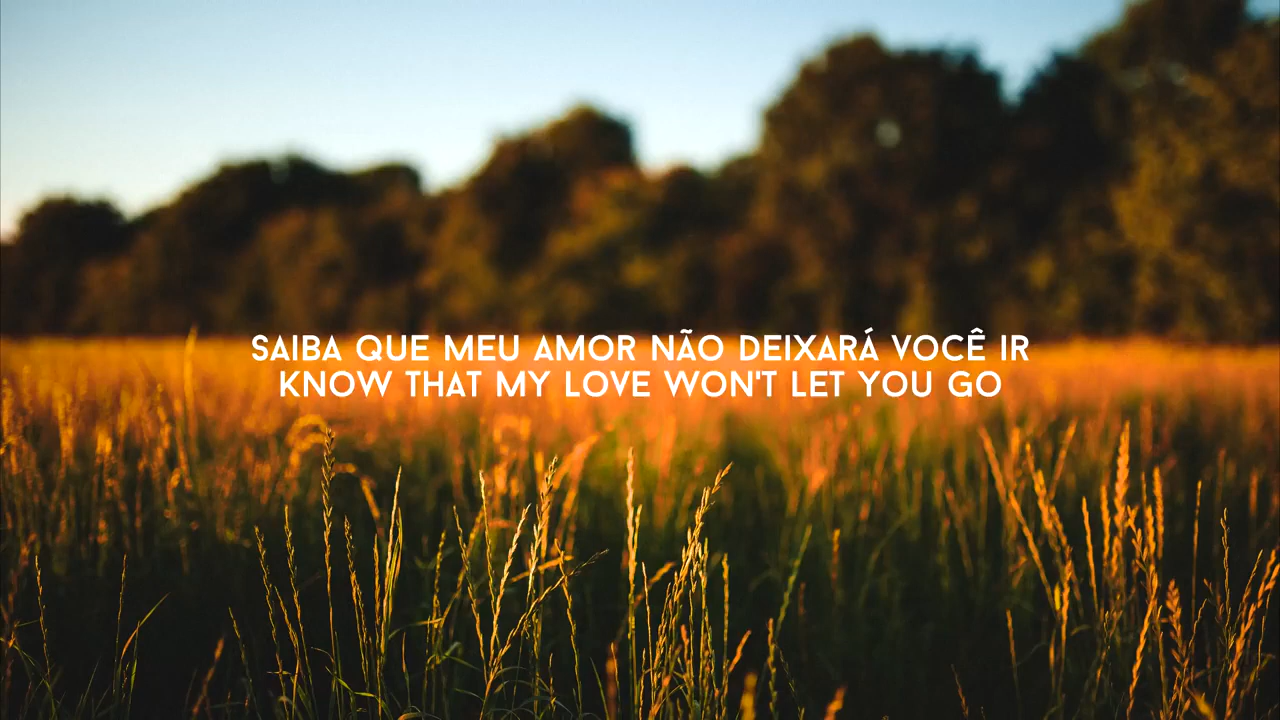 SAIBA QUE MEU AMOR NÃO DEIXARÁ VOCÊ IR
KNOW THAT MY LOVE WON'T LET YOU GO